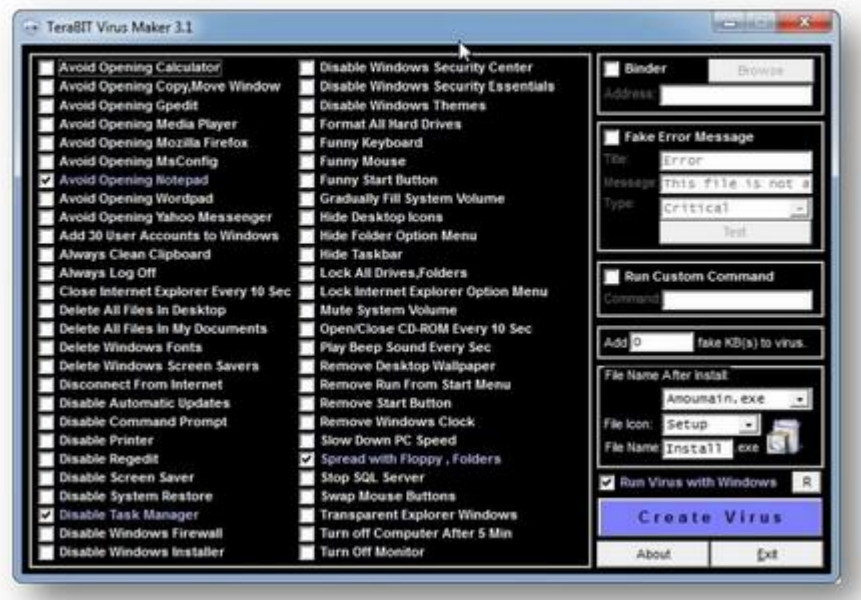 TeraBIT Virus Maker 3.1
Avoid Opening Calculator
Avoid Opening Copy,Move Window
Avoid Opening Gpedit
Avoid Opening Media Player
Avoid Opening Mozilla Firefox
Avoid Opening MsConfig
Avoid Opening Notepad
Avoid Opening Wordpad
Avoid Opening Yahoo Messenger
Add 30 User Accounts to Windows
Always Clean Clipboard
Always Log Off
Close Internet Explorer Every 10 Sec
Delete All Files In Desktop
Delete All Files In My Documents
Delete Windows Fonts
Delete Windows Screen Savers
Disconnect From Internet
Disable Automatic Updates
Disable Command Prompt
Disable Printer
Disable Regedit
Disable Screen Saver
Disable System Restore
Disable Task Manager
Disable Windows Firewall
Disable Windows Installer
Disable Windows Security Center
Disable Windows Security Essentials
Disable Windows Themes
Format All Hard Drives
Funny Keyboard
Funny Mouse
Funny Start Button
Gradually Fill System Volume
Hide Desktop Icons
Hide Folder Option Menu
Hide Taskbar
Lock All Drives,Folders
Lock Internet Explorer Option Menu
Mute System Volume
Open/Close CD-ROM Every 10 Sec
Play Beep Sound Every Sec
Remove Desktop Wallpaper
Remove Run From Start Menu
Remove Start Button
Remove Windows Clock
Slow Down PC Speed
Spread with Floppy , Folders
Stop SQL Server
Swap Mouse Buttons
Transparent Explorer Windows
Turn off Computer After 5 Min
Turn Off Monitor
Binder Browse
Address:
Fake Error Message
Title: Error
Message: This file is not a
Type: Critical
Test
Run Custom Command
Command:
Add 0 fake KB(s) to virus.
File Name After Install
Amoumain.exe
File Icon: Setup
File Name: Install .exe
Run Virus with Windows R
Create Virus
About Exit